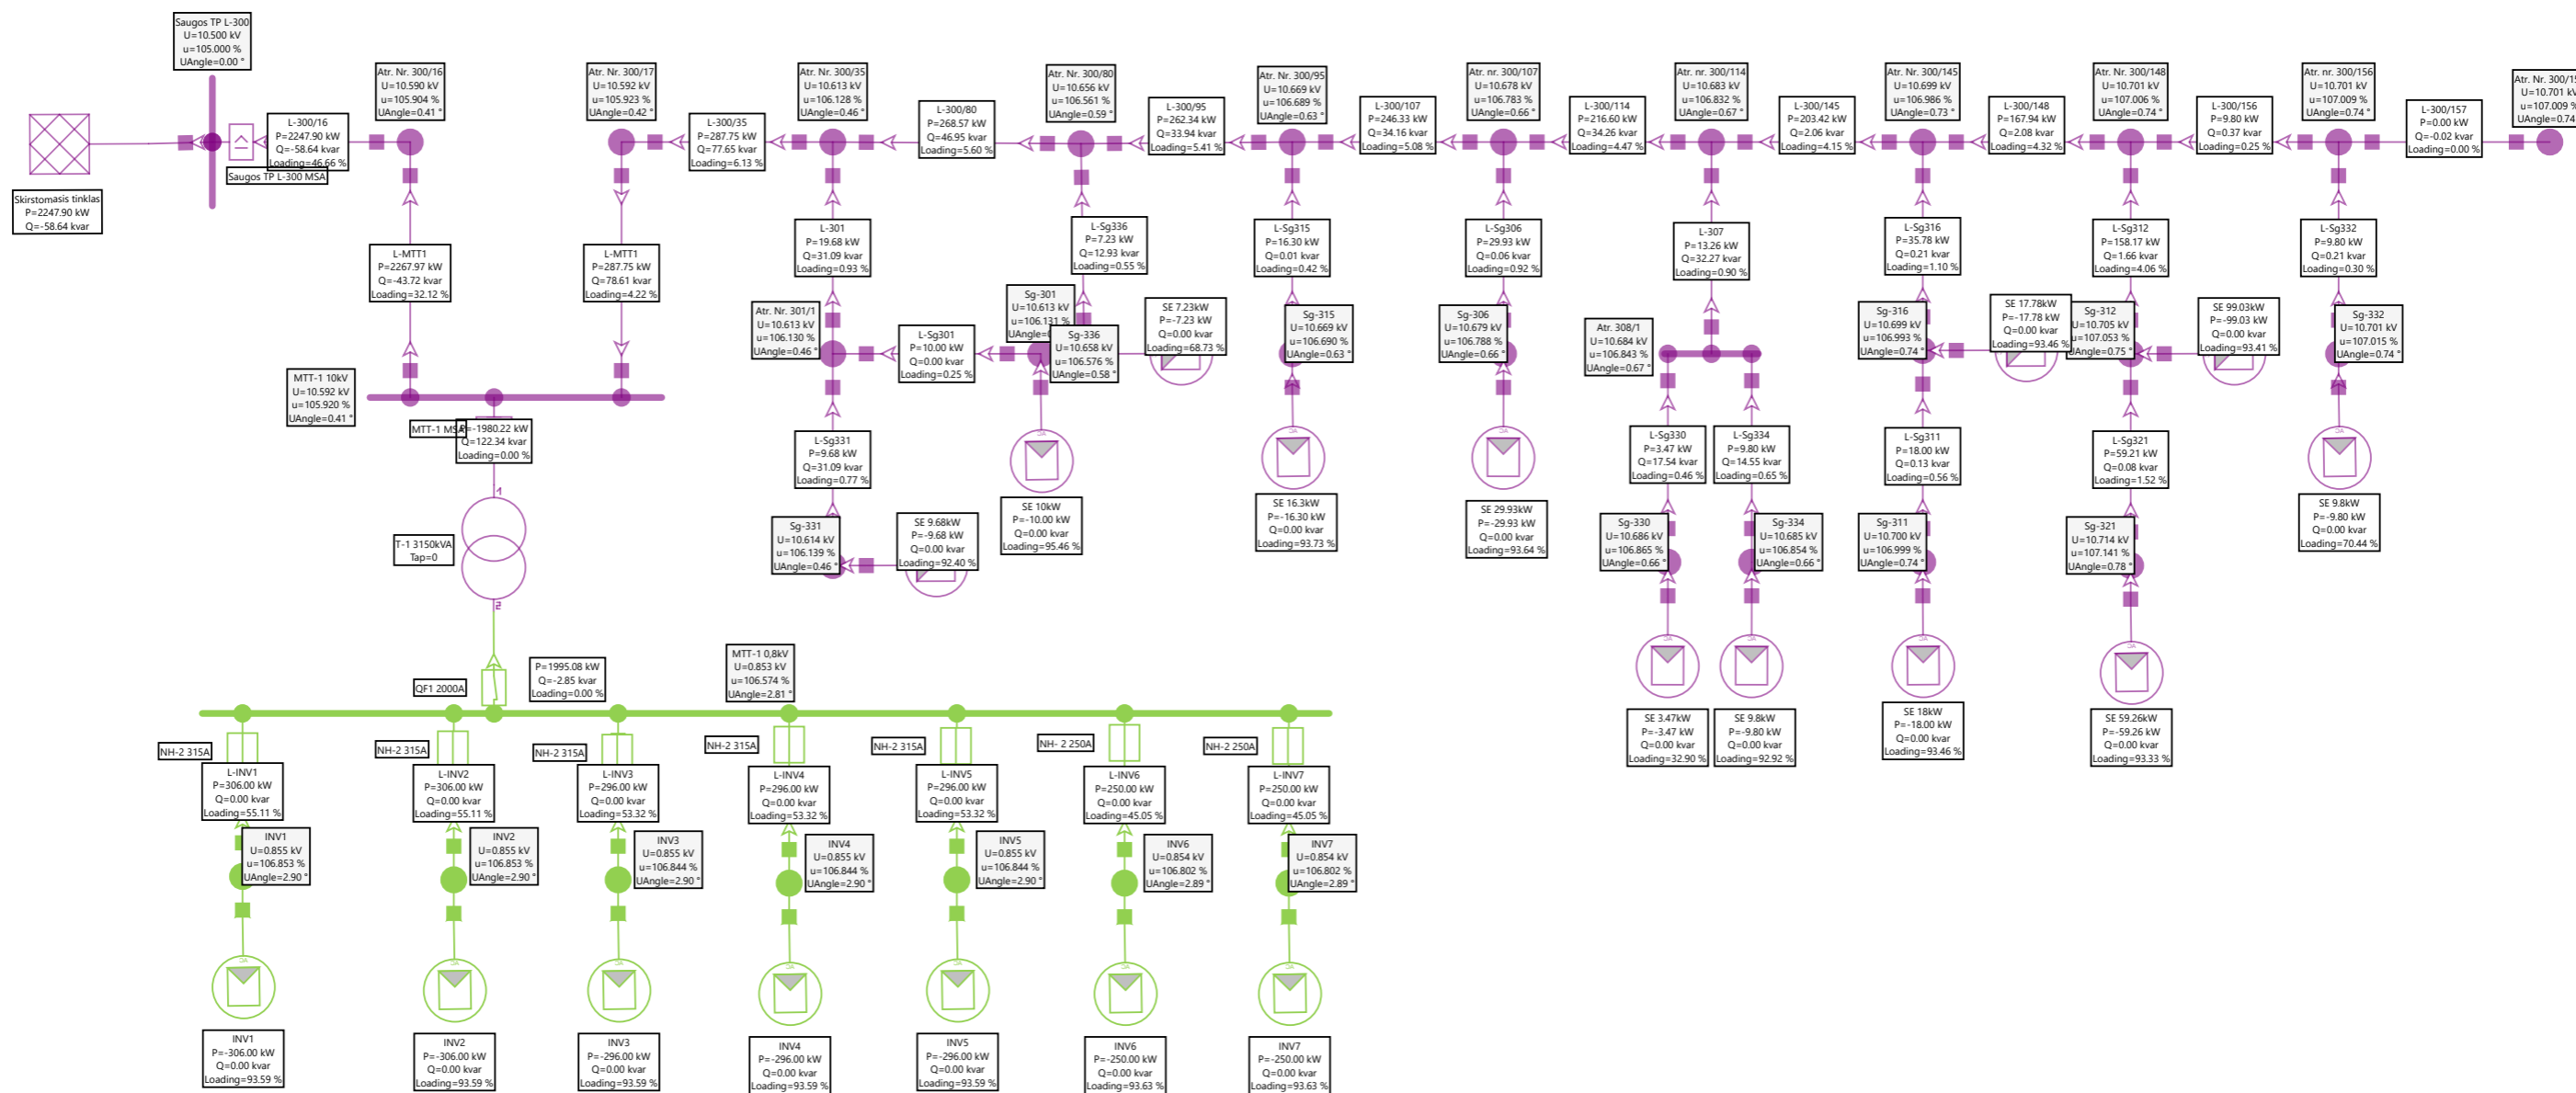 Saugos TP L-300
U=10.500 kV
u=105.000 %
UAngle=0.00 °
Skirstomasis tinklas
P=2247.90 kW
Q=-58.64 kvar
L-300/16
P=2247.90 kW
Q=-58.64 kvar
Loading=46.66 %
Saugos TP L-300 MSA
Atr. Nr. 300/16
U=10.590 kV
u=105.904 %
UAngle=0.41 °
Atr. Nr. 300/17
U=10.592 kV
u=105.923 %
UAngle=0.42 °
L-300/35
P=287.75 kW
Q=77.65 kvar
Loading=6.13 %
Atr. Nr. 300/35
U=10.613 kV
u=106.128 %
UAngle=0.46 °
L-300/80
P=268.57 kW
Q=46.95 kvar
Loading=5.60 %
Atr. Nr. 300/80
U=10.656 kV
u=106.561 %
UAngle=0.59 °
L-300/95
P=262.34 kW
Q=33.94 kvar
Loading=5.41 %
Atr. Nr. 300/95
U=10.669 kV
u=106.689 %
UAngle=0.63 °
L-300/107
P=246.33 kW
Q=34.16 kvar
Loading=5.08 %
Atr. nr. 300/107
U=10.678 kV
u=106.783 %
UAngle=0.66 °
L-300/114
P=216.60 kW
Q=34.26 kvar
Loading=4.47 %
Atr. nr 300/114
U=10.683 kV
u=106.832 %
UAngle=0.67 °
L-300/145
P=203.42 kW
Q=2.06 kvar
Loading=4.15 %
Atr. Nr. 300/145
U=10.699 kV
u=106.986 %
UAngle=0.73 °
L-300/148
P=167.94 kW
Q=2.08 kvar
Loading=4.32 %
Atr. Nr. 300/148
U=10.701 kV
u=107.006 %
UAngle=0.74 °
L-300/156
P=9.80 kW
Q=0.37 kvar
Loading=0.25 %
Atr. nr. 300/156
U=10.701 kV
u=107.009 %
UAngle=0.74 °
L-300/157
P=0.00 kW
Q=-0.02 kvar
Loading=0.00 %
Atr. Nr. 300/15
U=10.701 kV
u=107.009 %
UAngle=0.74
L-MTT1
P=2267.97 kW
Q=-43.72 kvar
Loading=32.12 %
L-MTT1
P=287.75 kW
Q=78.61 kvar
Loading=4.22 %
L-301
P=19.68 kW
Q=31.09 kvar
Loading=0.93 %
L-Sg336
P=7.23 kW
Q=12.93 kvar
Loading=0.55 %
L-Sg315
P=16.30 kW
Q=0.01 kvar
Loading=0.42 %
L-Sg306
P=29.93 kW
Q=0.06 kvar
Loading=0.92 %
L-307
P=13.26 kW
Q=32.27 kvar
Loading=0.90 %
L-Sg316
P=35.78 kW
Q=0.21 kvar
Loading=1.10 %
L-Sg312
P=158.17 kW
Q=1.66 kvar
Loading=4.06 %
L-Sg332
P=9.80 kW
Q=0.21 kvar
Loading=0.30 %
MTT-1 10kV
U=10.592 kV
u=105.920 %
UAngle=0.41 °
Atr. Nr. 301/1
U=10.613 kV
u=106.130 %
UAngle=0.46 °
L-Sg301
P=10.00 kW
Q=0.00 kvar
Loading=0.25 %
Sg-301
U=10.613 kV
u=106.131 %
Sg-336
U=10.658 kV
u=106.576 %
UAngle=0.58 °
SE 7.23kW
P=-7.23 kW
Q=0.00 kvar
Loading=68.73 %
Sg-315
U=10.669 kV
u=106.690 %
UAngle=0.63 °
Sg-306
U=10.679 kV
u=106.788 %
UAngle=0.66 °
Atr. 308/1
U=10.684 kV
u=106.843 %
UAngle=0.67 °
Sg-316
U=10.699 kV
u=106.993 %
UAngle=0.74 °
SE 17.78kW
P=-17.78 kW
Q=0.00 kvar
Loading=93.46 %
Sg-312
U=10.705 kV
u=107.053 %
UAngle=0.75 °
SE 99.03kW
P=-99.03 kW
Q=0.00 kvar
Loading=93.41 %
Sg-332
U=10.701 kV
u=107.015 %
UAngle=0.74 °
MTT-1 MSA
P=-1980.22 kW
Q=122.34 kvar
Loading=0.00 %
L-Sg331
P=9.68 kW
Q=31.09 kvar
Loading=0.77 %
L-Sg330
P=3.47 kW
Q=17.54 kvar
Loading=0.46 %
L-Sg334
P=9.80 kW
Q=14.55 kvar
Loading=0.65 %
L-Sg311
P=18.00 kW
Q=0.13 kvar
Loading=0.56 %
L-Sg321
P=59.21 kW
Q=0.08 kvar
Loading=1.52 %
1
T-1 3150kVA
Tap=0
2
Sg-331
U=10.614 kV
u=106.139 %
UAngle=0.46 °
SE 9.68kW
P=-9.68 kW
Q=0.00 kvar
Loading=92.40 %
SE 10kW
P=-10.00 kW
Q=0.00 kvar
Loading=95.46 %
SE 16.3kW
P=-16.30 kW
Q=0.00 kvar
Loading=93.73 %
SE 29.93kW
P=-29.93 kW
Q=0.00 kvar
Loading=93.64 %
Sg-330
U=10.686 kV
u=106.865 %
UAngle=0.66 °
Sg-334
U=10.685 kV
u=106.854 %
UAngle=0.66 °
Sg-311
U=10.700 kV
u=106.999 %
UAngle=0.74 °
Sg-321
U=10.714 kV
u=107.141 %
UAngle=0.78 °
SE 9.8kW
P=-9.80 kW
Q=0.00 kvar
Loading=70.44 %
QF1 2000A
P=1995.08 kW
Q=-2.85 kvar
Loading=0.00 %
MTT-1 0,8kV
U=0.853 kV
u=106.574 %
UAngle=2.81 °
SE 3.47kW
P=-3.47 kW
Q=0.00 kvar
Loading=32.90 %
SE 9.8kW
P=-9.80 kW
Q=0.00 kvar
Loading=92.92 %
SE 18kW
P=-18.00 kW
Q=0.00 kvar
Loading=93.46 %
SE 59.26kW
P=-59.26 kW
Q=0.00 kvar
Loading=93.33 %
NH-2 315A
NH-2 315A
NH-2 315A
NH-2 315A
NH-2 315A
NH- 2 250A
NH-2 250A
L-INV1
P=306.00 kW
Q=0.00 kvar
Loading=55.11 %
L-INV2
P=306.00 kW
Q=0.00 kvar
Loading=55.11 %
L-INV3
P=296.00 kW
Q=0.00 kvar
Loading=53.32 %
L-INV4
P=296.00 kW
Q=0.00 kvar
Loading=53.32 %
L-INV5
P=296.00 kW
Q=0.00 kvar
Loading=53.32 %
L-INV6
P=250.00 kW
Q=0.00 kvar
Loading=45.05 %
L-INV7
P=250.00 kW
Q=0.00 kvar
Loading=45.05 %
INV1
U=0.855 kV
u=106.853 %
UAngle=2.90 °
INV2
U=0.855 kV
u=106.853 %
UAngle=2.90 °
INV3
U=0.855 kV
u=106.844 %
UAngle=2.90 °
INV4
U=0.855 kV
u=106.844 %
UAngle=2.90 °
INV5
U=0.855 kV
u=106.844 %
UAngle=2.90 °
INV6
U=0.854 kV
u=106.802 %
UAngle=2.89 °
INV7
U=0.854 kV
u=106.802 %
UAngle=2.89 °
INV1
P=-306.00 kW
Q=0.00 kvar
Loading=93.59 %
INV2
P=-306.00 kW
Q=0.00 kvar
Loading=93.59 %
INV3
P=-296.00 kW
Q=0.00 kvar
Loading=93.59 %
INV4
P=-296.00 kW
Q=0.00 kvar
Loading=93.59 %
INV5
P=-296.00 kW
Q=0.00 kvar
Loading=93.59 %
INV6
P=-250.00 kW
Q=0.00 kvar
Loading=93.63 %
INV7
P=-250.00 kW
Q=0.00 kvar
Loading=93.63 %